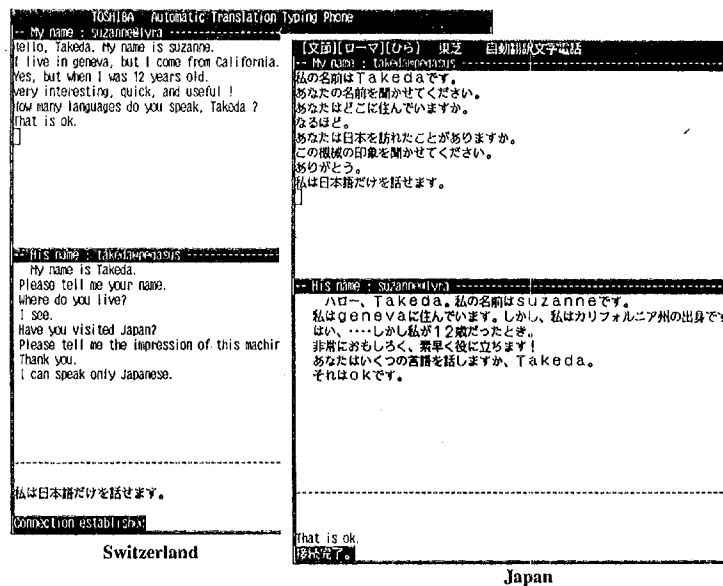 TOSHIBA Automatic Translation Typing Phone
-- My name : suzanne@lyra
Hello, Takeda. My name is suzanne.
I live in geneva, but I come from California.
Yes, but when I was 12 years old.
very interesting, quick, and useful !
How many languages do you speak, Takeda ?
That is ok.
-- His name : takeda@pegasus
My name is Takeda.
Please tell me your name.
Where do you live?
I see.
Have you visited Japan?
Please tell me the impression of this machin
Thank you.
I can speak only Japanese.
私は日本語だけを話せます。
Connection established
Switzerland
[文節][ローマ][ひら] 東芝 自動翻訳文字電話
-- My name : takeda@pegasus
私の名前はＴａｋｅｄａです。
あなたの名前を聞かせてください。
あなたはどこに住んでいますか。
なるほど。
あなたは日本を訪れたことがありますか。
この機械の印象を聞かせてください。
ありがとう。
私は日本語だけを話せます。
-- His name : suzanne@lyra
ハロー、Ｔａｋｅｄａ。私の名前はｓｕｚａｎｎｅです。
私はｇｅｎｅｖａに住んでいます。しかし、私はカリフォルニア州の出身です
はい、‥‥しかし私が１２歳だったとき。
非常におもしろく、素早く役に立ちます！
あなたはいくつの言語を話しますか、Ｔａｋｅｄａ。
それはｏｋです。
That is ok.
接続完了。
Japan